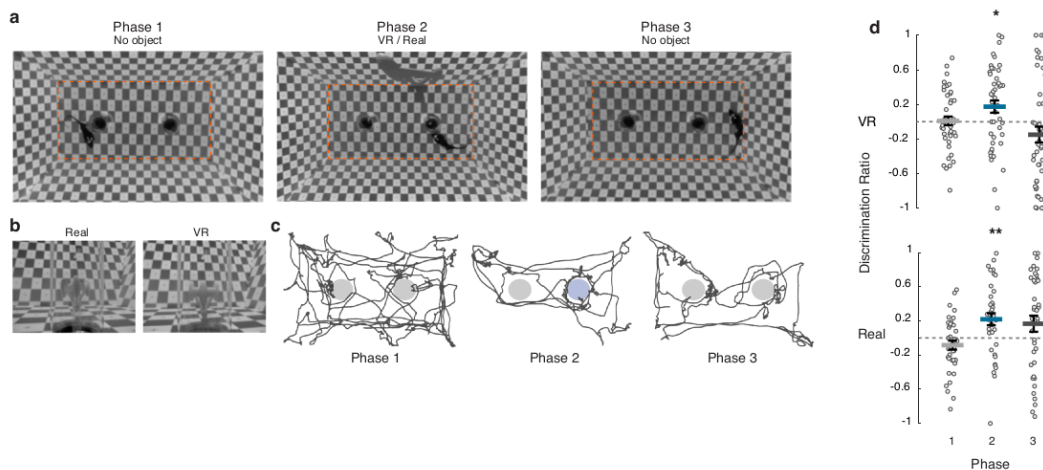 a
Phase 1
No object
Phase 2
VR / Real
Phase 3
No object
b
Real
VR
c
Phase 1
Phase 2
Phase 3
d
Discrimination Ratio
VR
*
1
0.6
0.2
-0.2
-0.6
-1
Real
**
1
0.6
0.2
-0.2
-0.6
-1
1 2 3
Phase